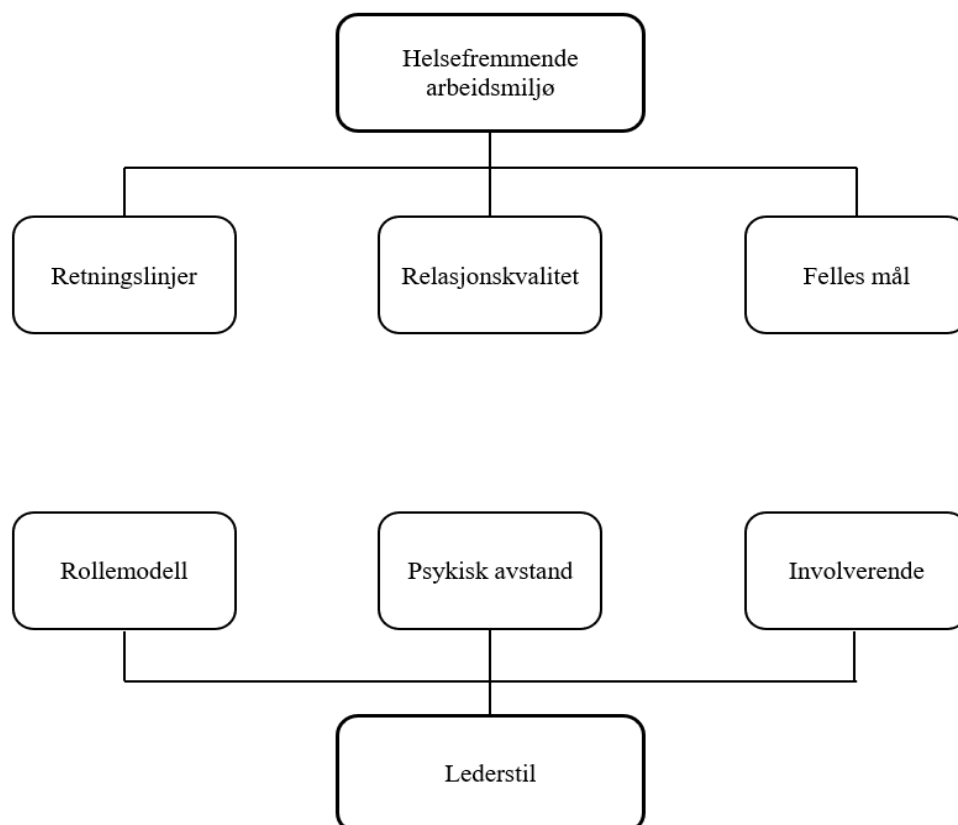 Helsefremmende
arbeidsmiljø
Retningslinjer
Relasjonskvalitet
Felles mål
Rollemodell
Psykisk avstand
Involverende
Lederstil